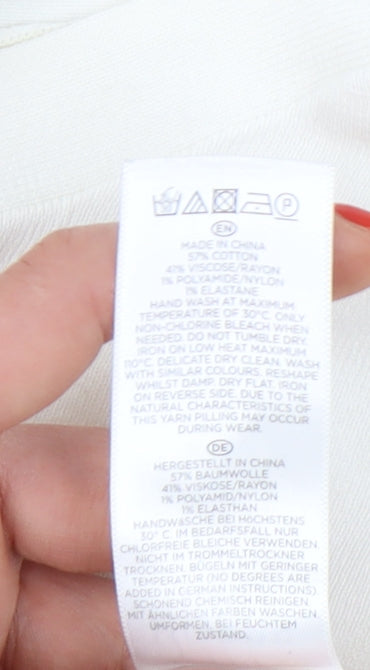 EN
MADE IN CHINA
57% COTTON
41% VISCOSE/RAYON
1% POLYAMIDE/NYLON
1% ELASTANE
HAND WASH AT MAXIMUM
TEMPERATURE OF 30°C. ONLY
NON-CHLORINE BLEACH WHEN
NEEDED. DO NOT TUMBLE DRY.
IRON ON LOW HEAT MAXIMUM
110°C. DELICATE DRY CLEAN. WASH
WITH SIMILAR COLOURS. RESHAPE
WHILST DAMP DRY FLAT. IRON
ON REVERSE SIDE. DUE TO THE
NATURAL CHARACTERISTICS OF
THIS YARN PILLING MAY OCCUR
DURING WEAR.
DE
HERGESTELLT IN CHINA
57% BAUMWOLLE
41% VISKOSE/RAYON
1% POLYAMID/NYLON
1% ELASTHAN
HANDWäSCHE BEI HöCHSTENS
30° C. IM BEDARFSFALL NUR
CHLORFREIE BLEICHE VERWENDEN.
NICHT IM TROMMELTROCKNER
TROCKNEN. BüGELN MIT GERINGER
TEMPERATUR (NO DEGREES ARE
ADDED IN GERMAN INSTRUCTIONS).
SCHONEND CHEMISCH REINIGEN.
MIT ÄHNLICHEN FARBEN WASCHEN.
UMFORMEN, BEI FEUCHTEM
ZUSTAND.